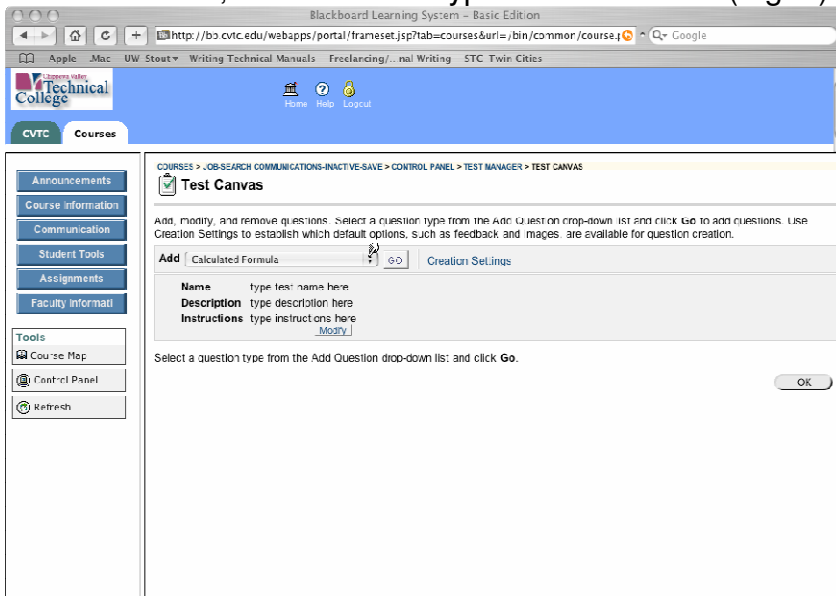 Blackboard Learning System – Basic Edition
http://bp.cvtc.edu/webapps/portal/frameset.jsp?tab=courses&url=/bin/common/course.p
Google
Apple .Mac UW Stout Writing Technical Manuals Freelancing/...nal Writing STC Twin Cities
Chippewa Valley
Technical
College
Home Help Logout
CVTC Courses
Announcements
Course Information
Communication
Student Tools
Assignments
Faculty Informati
Tools
Course Map
Control Panel
Refresh
COURSES > JOB-SEARCH COMMUNICATIONS-INACTIVE-SAVE > CONTROL PANEL > TEST MANAGER > TEST CANVAS
Test Canvas
Add, modify, and remove questions. Select a question type from the Add Question drop-down list and click Go to add questions. Use
Creation Settings to establish which default options, such as feedback and images, are available for question creation.
Add Calculated Formula GO Creation Settings
Name type test name here
Description type description here
Instructions type instructions here
Modify
Select a question type from the Add Question drop-down list and click Go.
OK